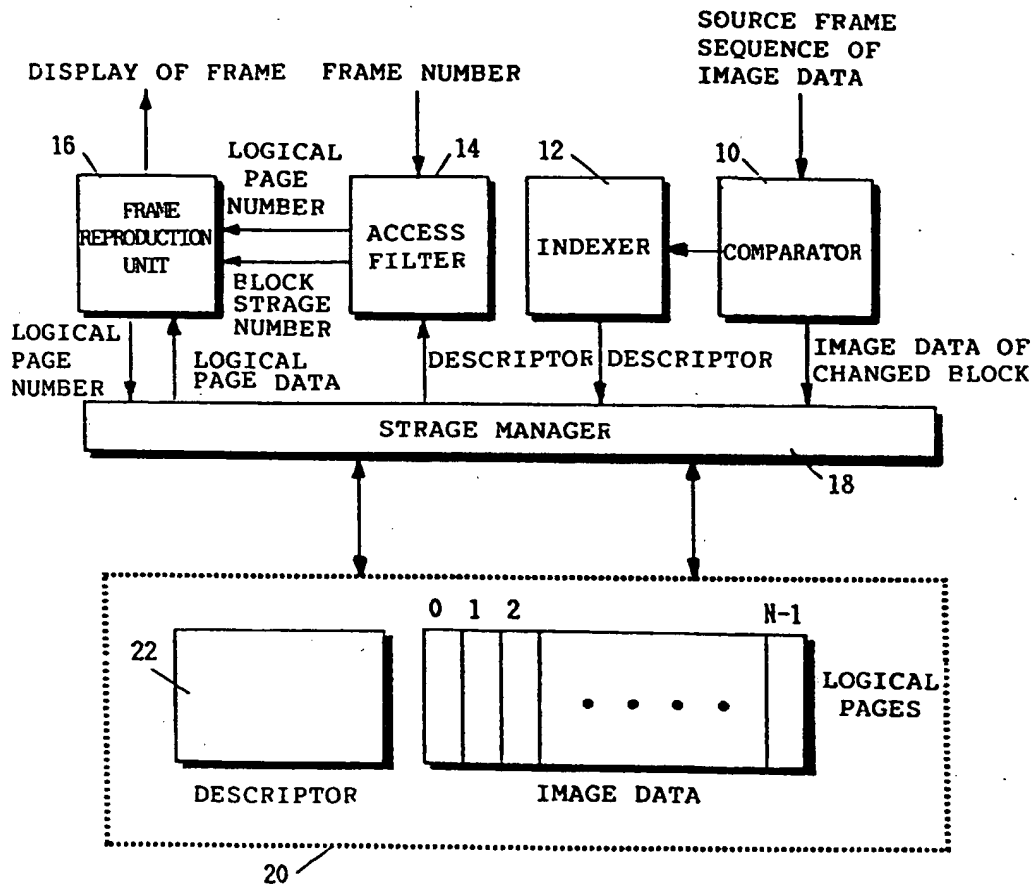 SOURCE FRAME
SEQUENCE OF
IMAGE DATA
DISPLAY OF FRAME
FRAME NUMBER
16
LOGICAL
PAGE
NUMBER
14
12
10
FRAME
REPRODUCTION
UNIT
ACCESS
FILTER
INDEXER
COMPARATOR
BLOCK
STRAGE
NUMBER
LOGICAL
PAGE
NUMBER
LOGICAL
PAGE DATA
DESCRIPTOR
DESCRIPTOR
IMAGE DATA OF
CHANGED BLOCK
STRAGE MANAGER
18
0 1 2 N-1
22
LOGICAL
PAGES
DESCRIPTOR
IMAGE DATA
20